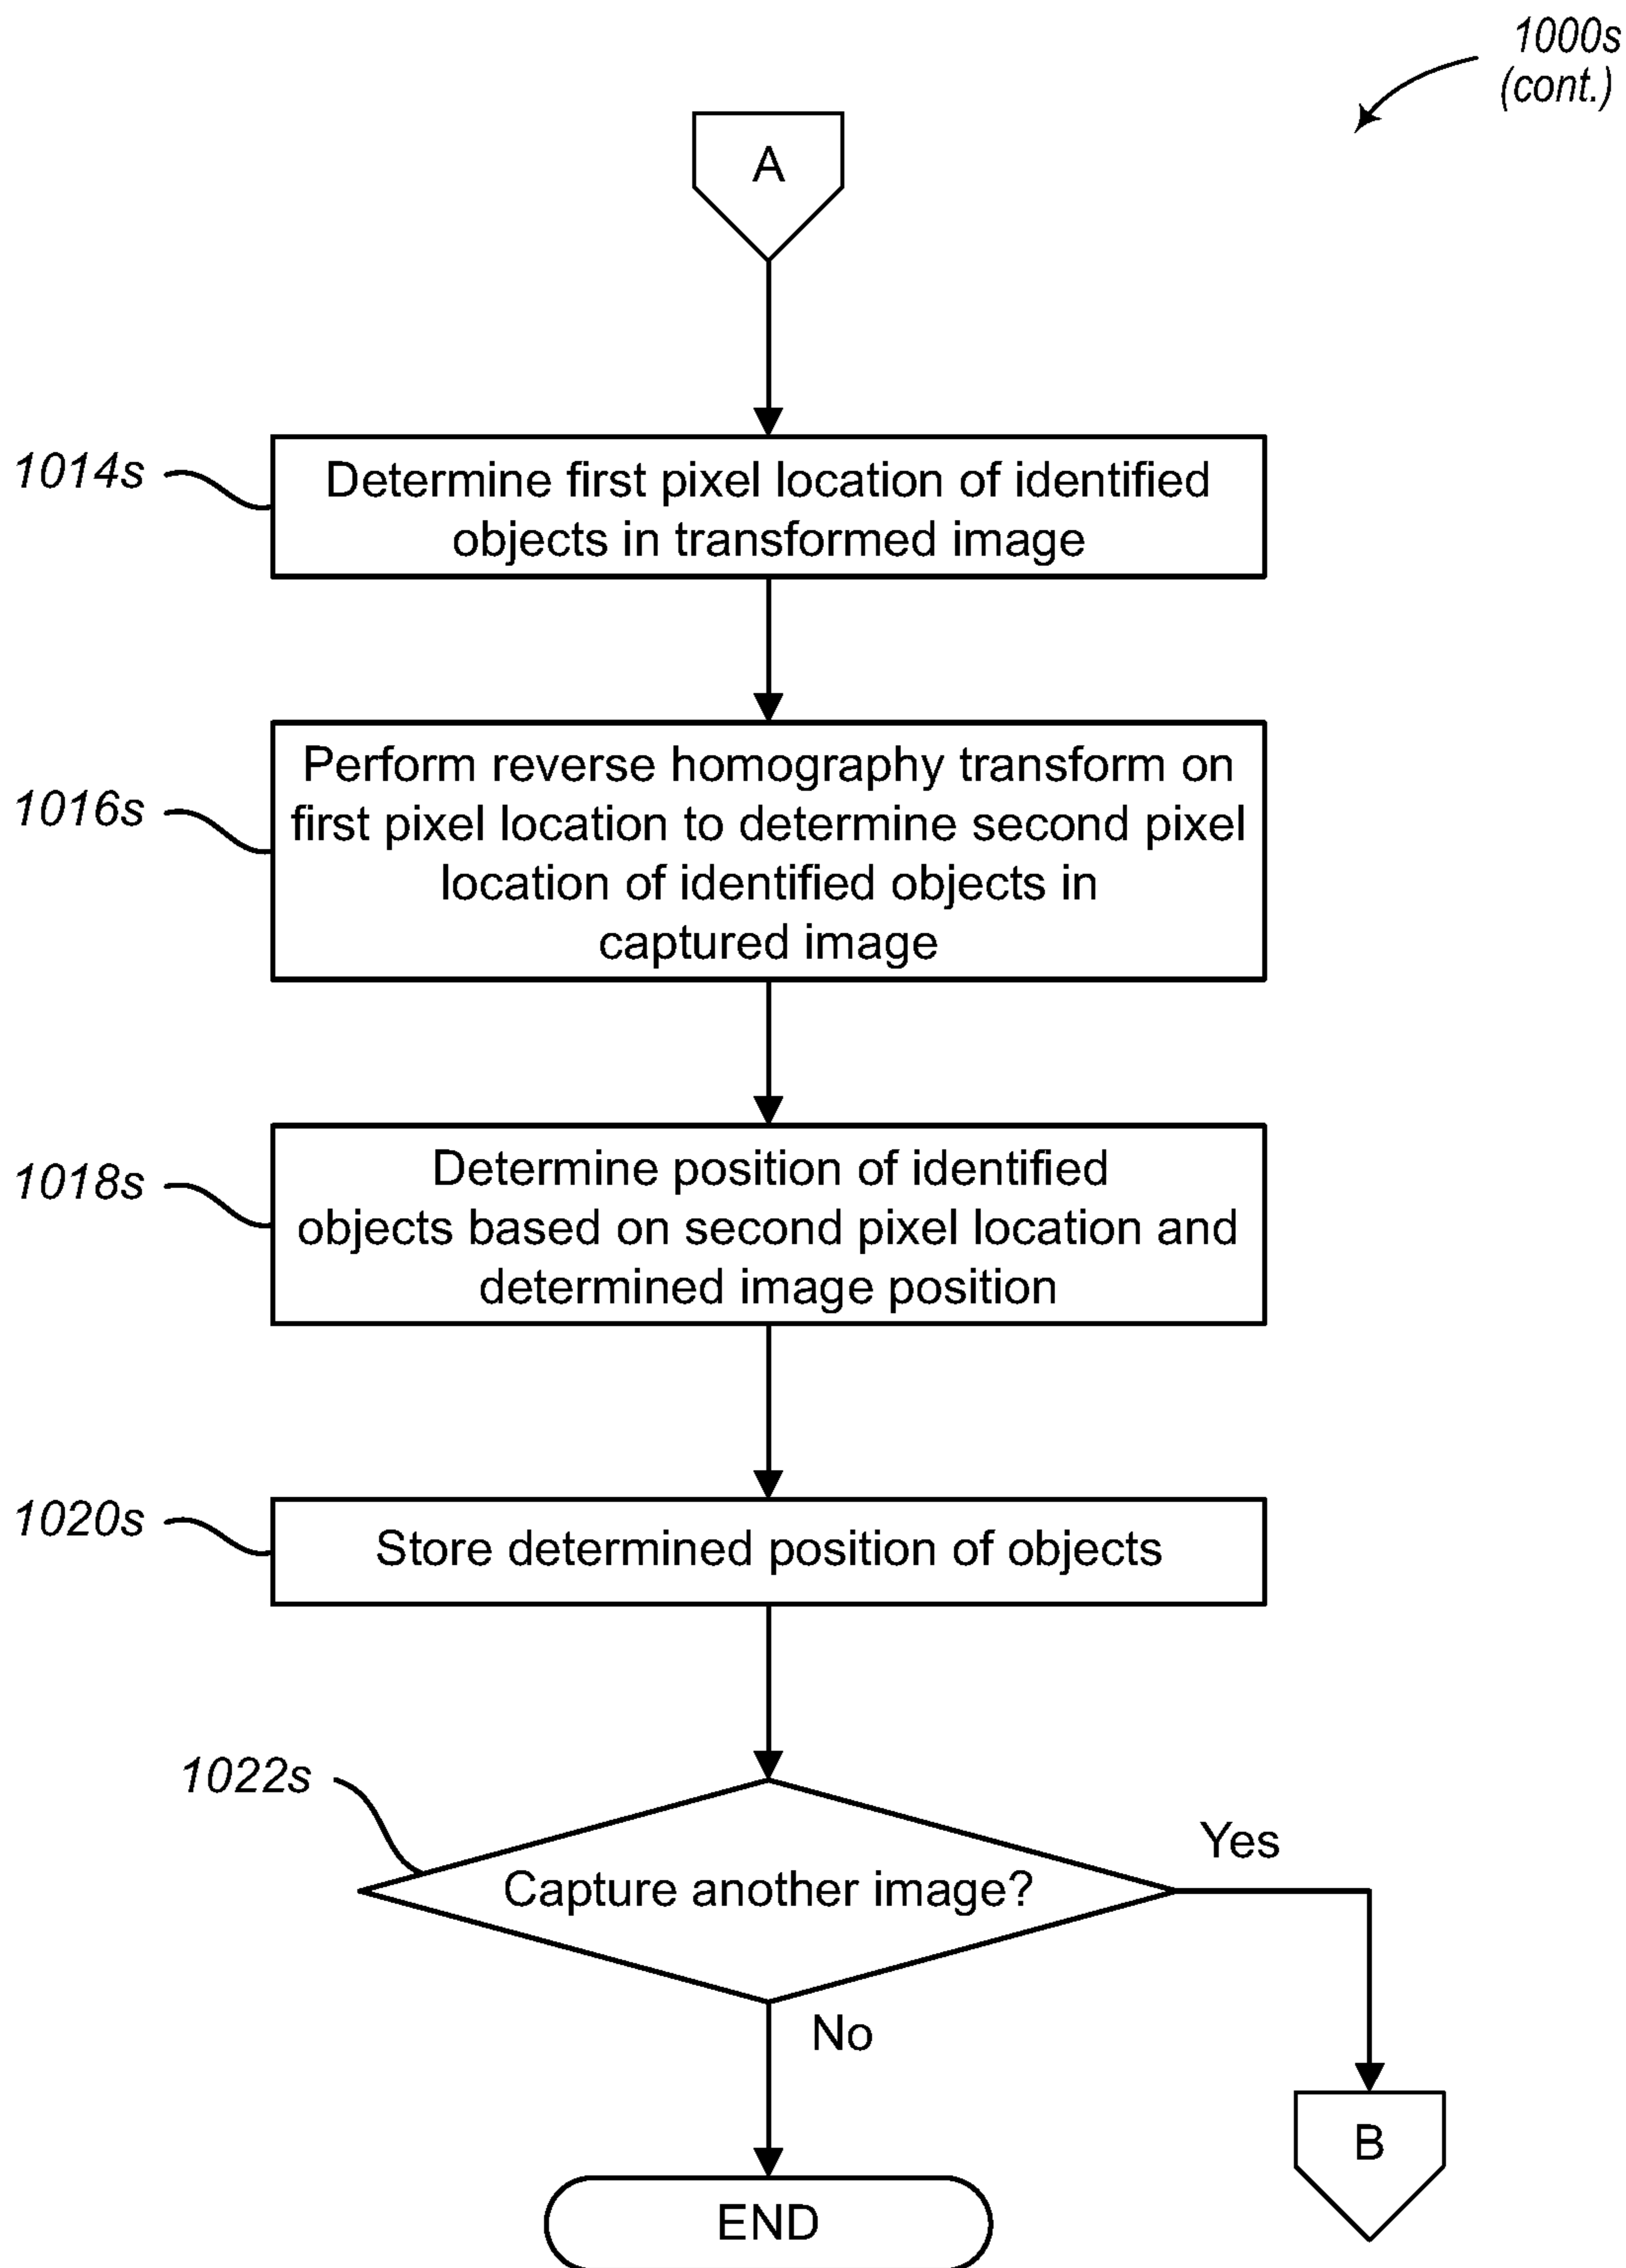 1000s
(cont.)
A
1014s
Determine first pixel location of identified
objects in transformed image
1016s
Perform reverse homography transform on
first pixel location to determine second pixel
location of identified objects in
captured image
1018s
Determine position of identified
objects based on second pixel location and
determined image position
1020s
Store determined position of objects
1022s
Capture another image?
Yes
No
B
END